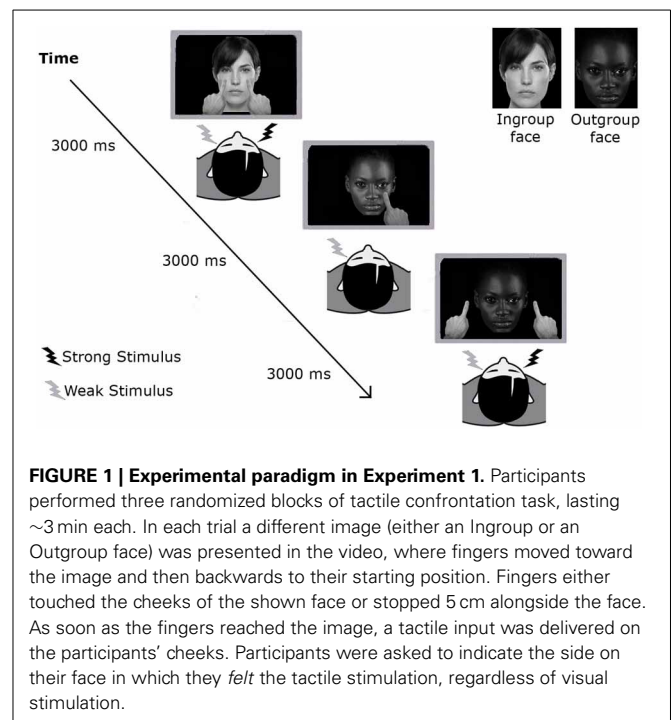 Time
Ingroup face
Outgroup face
3000 ms
3000 ms
3000 ms
Strong Stimulus
Weak Stimulus
FIGURE 1 | Experimental paradigm in Experiment 1. Participants
performed three randomized blocks of tactile confrontation task, lasting
∼3 min each. In each trial a different image (either an Ingroup or an
Outgroup face) was presented in the video, where fingers moved toward
the image and then backwards to their starting position. Fingers either
touched the cheeks of the shown face or stopped 5 cm alongside the face.
As soon as the fingers reached the image, a tactile input was delivered on
the participants' cheeks. Participants were asked to indicate the side on
their face in which they felt the tactile stimulation, regardless of visual
stimulation.